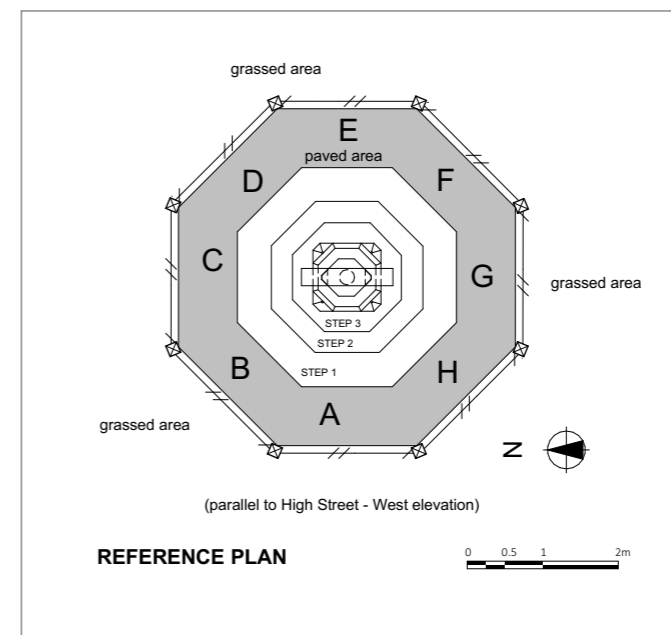 grassed area
E
paved area
D
F
C
G
grassed area
STEP 3
STEP 2
STEP 1
B
H
A
grassed area
N
(parallel to High Street - West elevation)
REFERENCE PLAN
0 0.5 1 2m